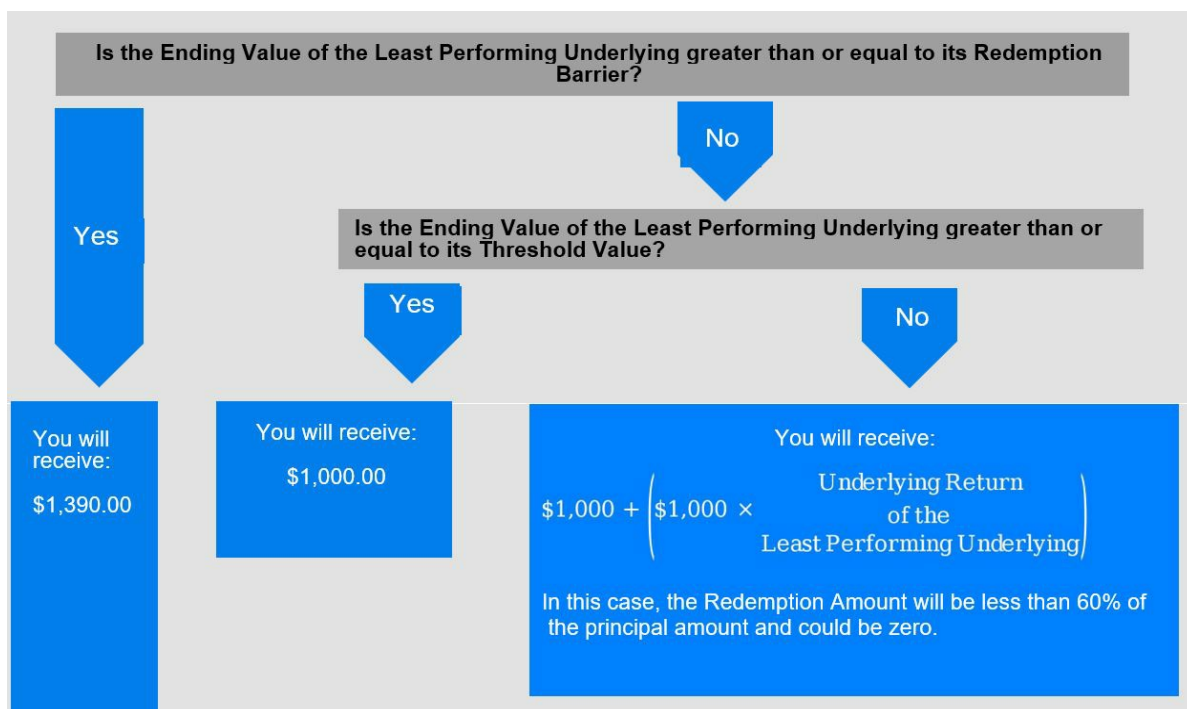 Is the Ending Value of the Least Performing Underlying greater than or equal to its Redemption
Barrier?
No
Yes
Is the Ending Value of the Least Performing Underlying greater than or
equal to its Threshold Value?
Yes
No
You will
receive:
$1,390.00
You will receive:
$1,000.00
You will receive:
$1,000 + ($1,000 × Underlying Return
of the
Least Performing Underlying)
In this case, the Redemption Amount will be less than 60% of
the principal amount and could be zero.